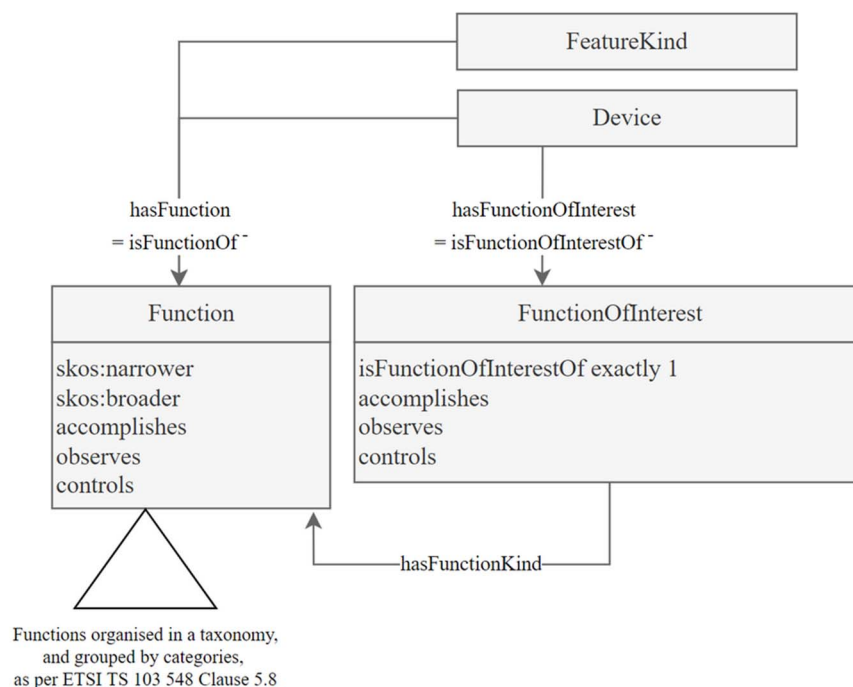 FeatureKind
Device
hasFunction
= isFunctionOf -
hasFunctionOfInterest
= isFunctionOfInterestOf -
Function
skos:narrower
skos:broader
accomplishes
observes
controls
FunctionOfInterest
isFunctionOfInterestOf exactly 1
accomplishes
observes
controls
hasFunctionKind
Functions organised in a taxonomy,
and grouped by categories,
as per ETSI TS 103 548 Clause 5.8